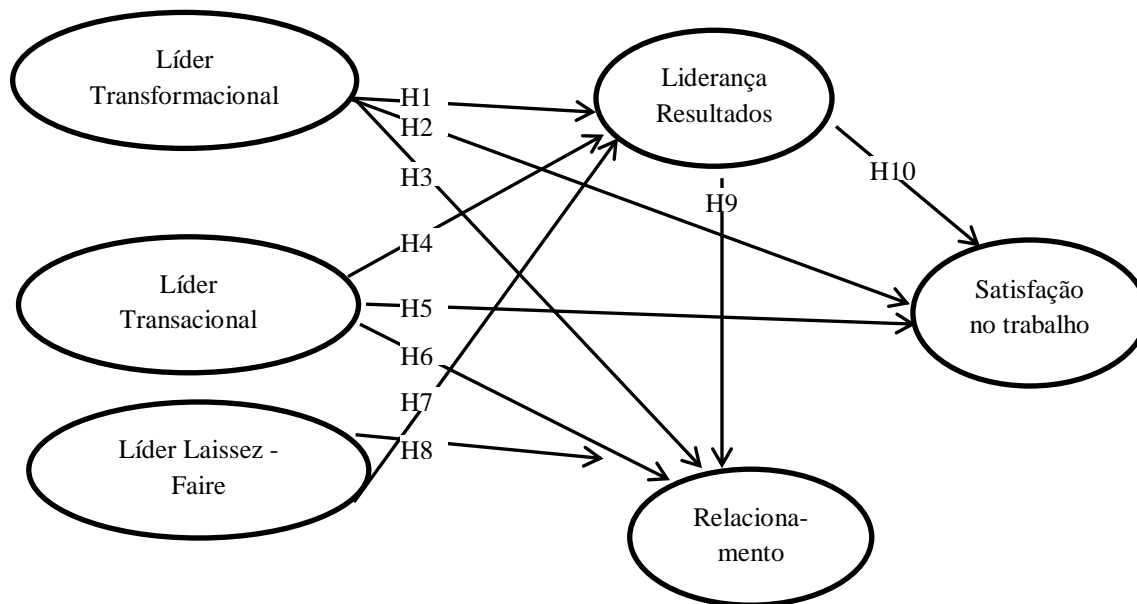 Líder
Transformacional
Liderança
Resultados
H1
H2
H3
H10
H9
H4
Líder
Transacional
Satisfação
no trabalho
H5
H6
H7
Líder Laissez -
Faire
H8
Relaciona-
mento